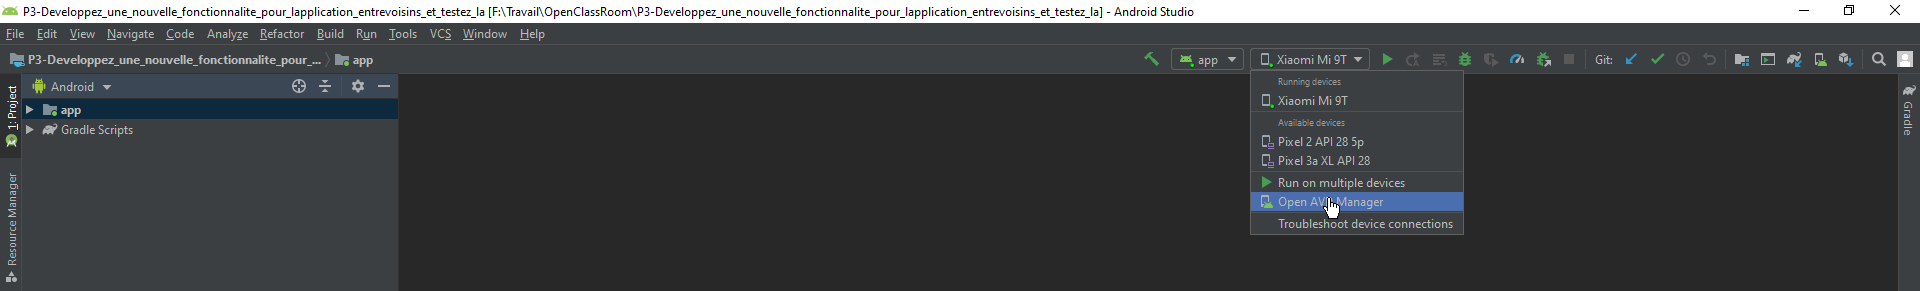 P3-Developpez_une_nouvelle_fonctionnalite_pour_lapplication_entrevoisins_et_testez_la [F:\Travail\OpenClassRoom\P3-Developpez_une_nouvelle_fonctionnalite_pour_lapplication_entrevoisins_et_testez_la] - Android Studio
File Edit View Navigate Code Analyze Refactor Build Run Tools VCS Window Help
P3-Developpez_une_nouvelle_fonctionnalite_pour_... app app Xiaomi Mi 9T Git:
1: Project
Android
app
Gradle Scripts
Resource Manager
Running devices
Xiaomi Mi 9T
Available devices
Pixel 2 API 28 5p
Pixel 3a XL API 28
Run on multiple devices
Open AVD Manager
Troubleshoot device connections
Gradle